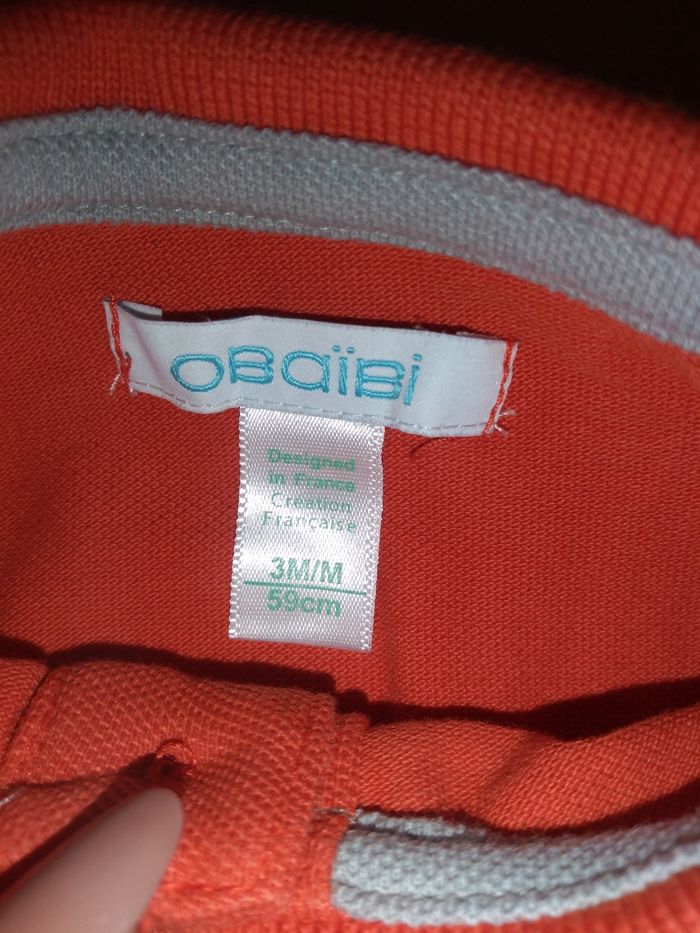 OBaïBi
Designed
in France
Création
Française
3M/M
59cm